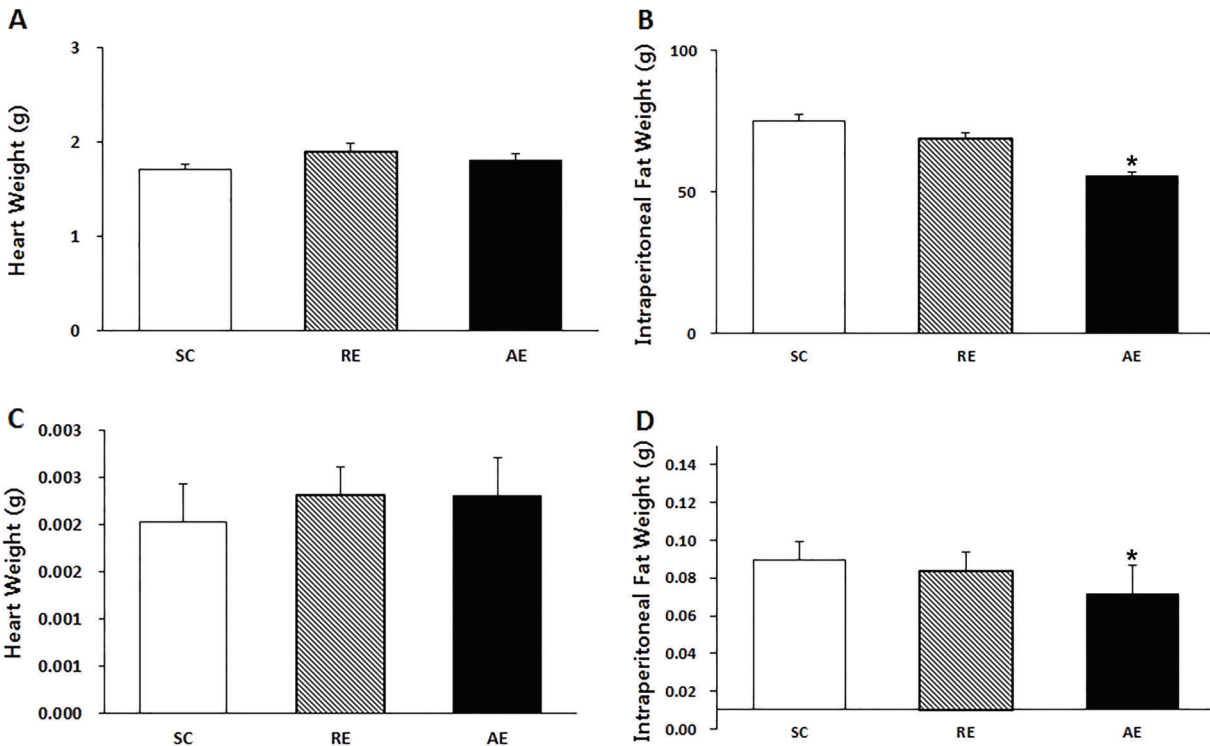 A
Heart Weight (g)
3
2
1
0
SC RE AE
B
Intraperitoneal Fat Weight (g)
100
50
0
*
SC RE AE
C
Heart Weight (g)
0.003
0.003
0.002
0.002
0.001
0.001
0.000
SC RE AE
D
Intraperitoneal Fat Weight (g)
0.14
0.12
0.10
0.08
0.06
0.04
0.02
0.00
*
SC RE AE